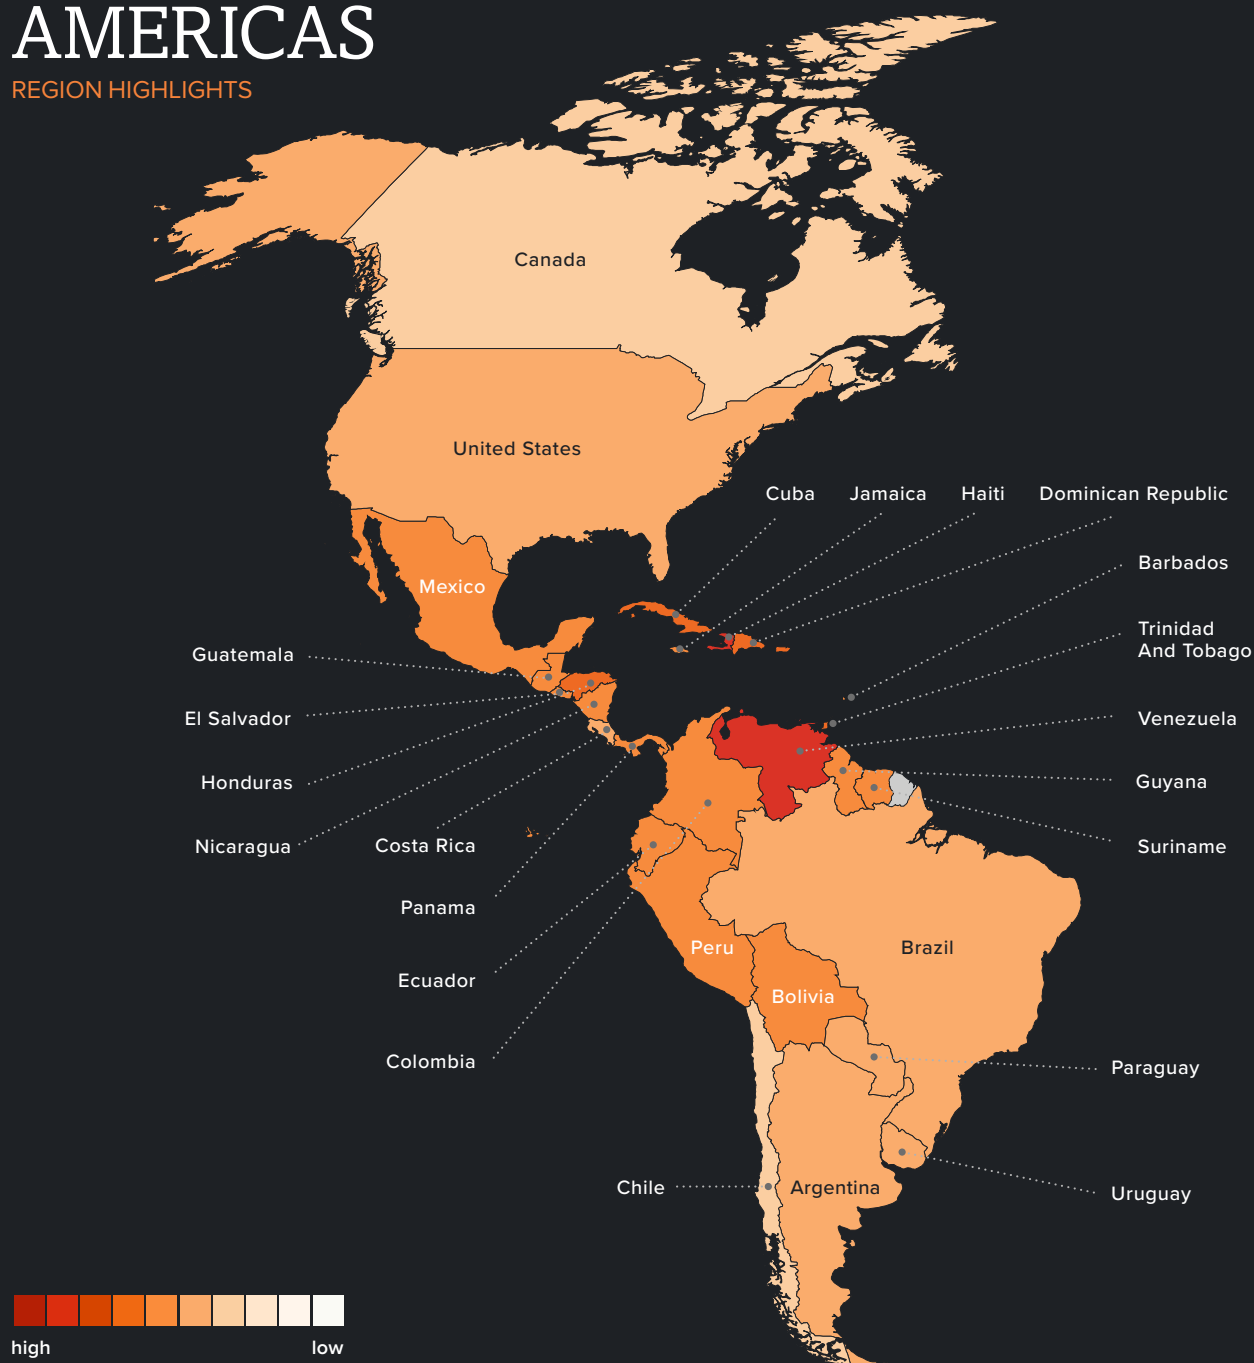 AMERICAS
REGION HIGHLIGHTS
Canada
United States
Cuba
Jamaica
Haiti
Dominican Republic
Barbados
Mexico
Trinidad
And Tobago
Guatemala
El Salvador
Venezuela
Honduras
Guyana
Nicaragua
Costa Rica
Suriname
Panama
Peru
Brazil
Ecuador
Bolivia
Colombia
Paraguay
Chile
Argentina
Uruguay
high
low